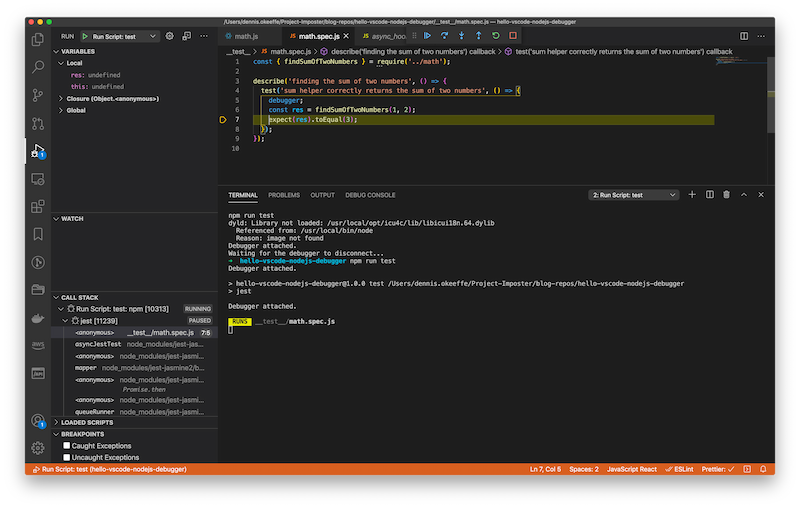 /Users/dennis.okeeffe/Project-Imposter/blog-repos/hello-vscode-nodejs-debugger/__test__/math.spec.js — hello-vscode-nodejs-debugger
RUN Run Script: test
math.js math.spec.js async_hoo
__test__ > math.spec.js > describe('finding the sum of two numbers') callback > test('sum helper correctly returns the sum of two numbers') callback
VARIABLES
Local
res: undefined
this: undefined
Closure (Object.<anonymous>)
Global
1 const { findSumOfTwoNumbers } = require('../math');
2
3 describe('finding the sum of two numbers', () => {
4 test('sum helper correctly returns the sum of two numbers', () => {
5 debugger;
6 const res = findSumOfTwoNumbers(1, 2);
7 expect(res).toEqual(3);
8 });
9 });
10
WATCH
CALL STACK
Run Script: test: npm [10313] RUNNING
jest [11239] PAUSED
<anonymous> __test__/math.spec.js 7:5
asyncJestTest node_modules/jest-jas...
<anonymous> node_modules/jest-jas...
mapper node_modules/jest-jasmine2/b...
<anonymous> node_modules/jest-jas...
Promise.then
<anonymous> node_modules/jest-jas...
queueRunner node_modules/jest-jas...
LOADED SCRIPTS
BREAKPOINTS
Caught Exceptions
Uncaught Exceptions
TERMINAL PROBLEMS OUTPUT DEBUG CONSOLE 2: Run Script: test
npm run test
dyld: Library not loaded: /usr/local/opt/icu4c/lib/libicui18n.64.dylib
Referenced from: /usr/local/bin/node
Reason: image not found
Debugger attached.
Waiting for the debugger to disconnect...
→ hello-vscode-nodejs-debugger npm run test
Debugger attached.
> hello-vscode-nodejs-debugger@1.0.0 test /Users/dennis.okeeffe/Project-Imposter/blog-repos/hello-vscode-nodejs-debugger
> jest
Debugger attached.
RUNS __test__/math.spec.js
aws
Run Script: test (hello-vscode-nodejs-debugger) Ln 7, Col 5 Spaces: 2 JavaScript React ESLint Prettier: ✓